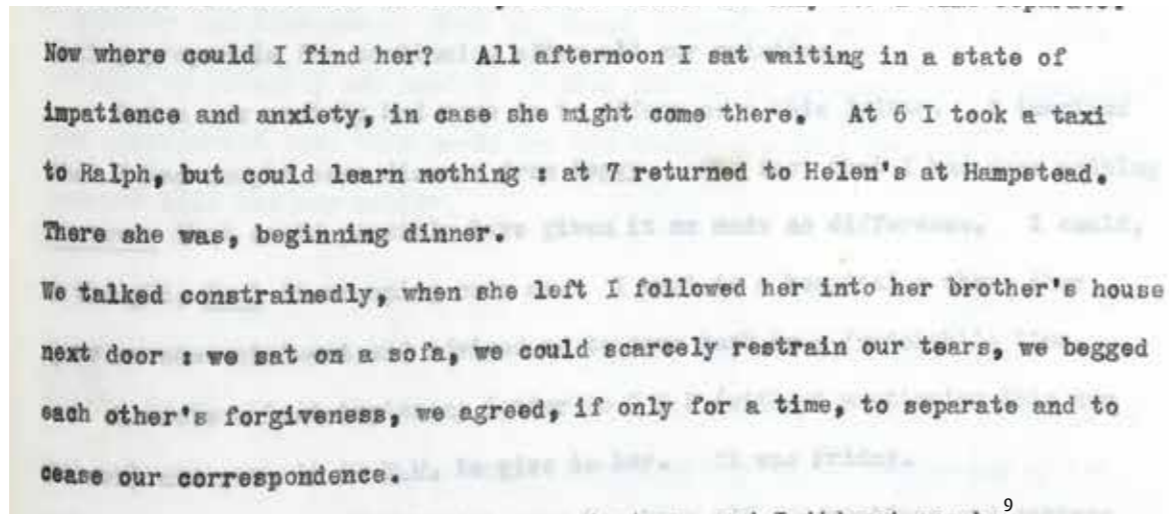 Now where could I find her? All afternoon I sat waiting in a state of
impatience and anxiety, in case she might come there. At 6 I took a taxi
to Ralph, but could learn nothing : at 7 returned to Helen's at Hampstead.
There she was, beginning dinner.
We talked constrainedly, when she left I followed her into her brother's house
next door : we sat on a sofa, we could scarcely restrain our tears, we begged
each other's forgiveness, we agreed, if only for a time, to separate and to
cease our correspondence.
9